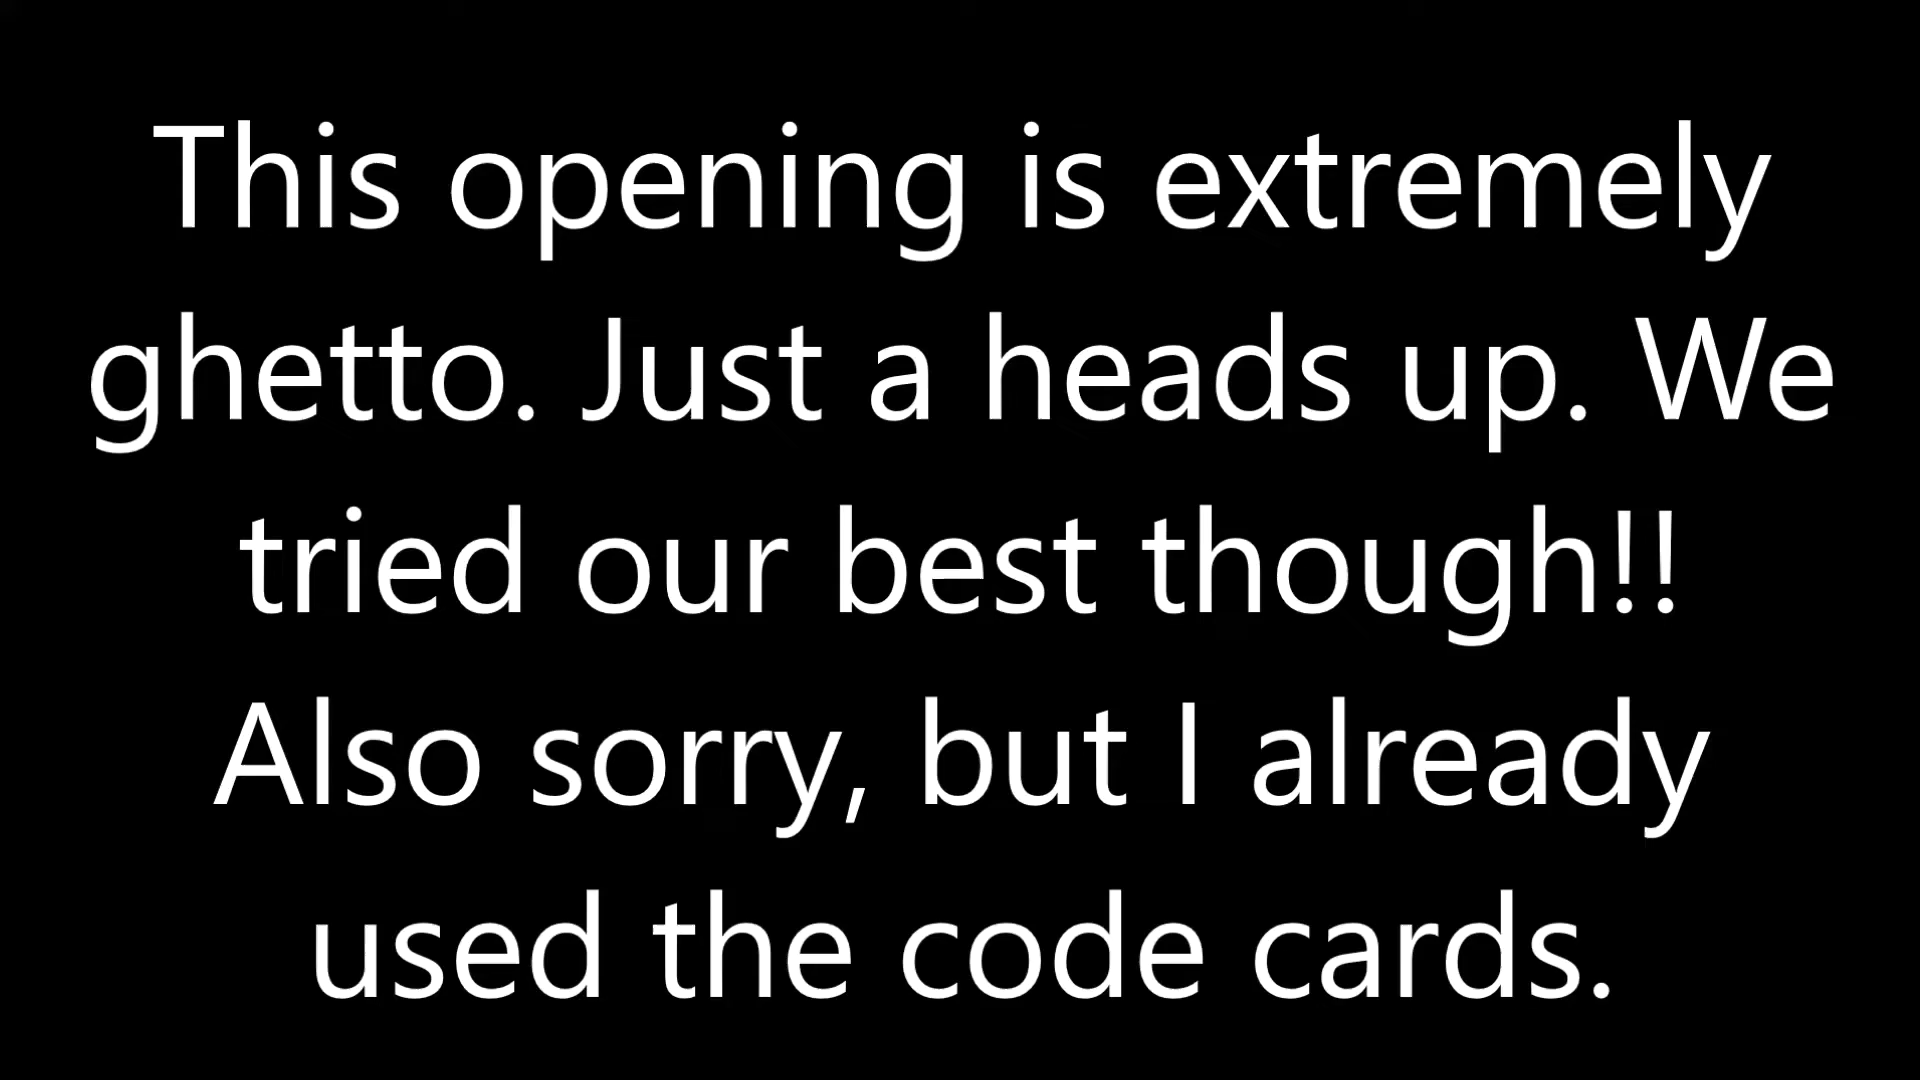 This opening is extremely
ghetto. Just a heads up. We
tried our best though!!
Also sorry, but I already
used the code cards.